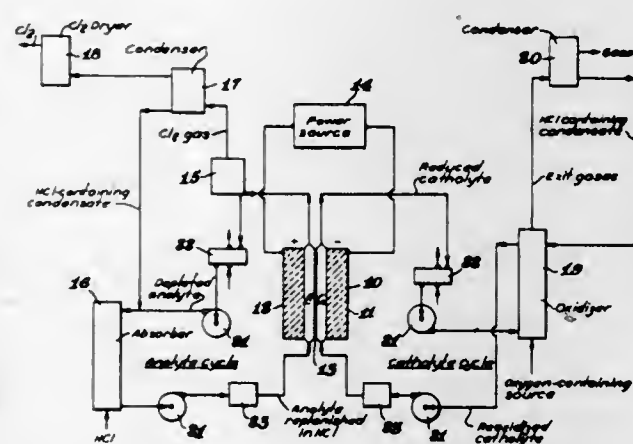 Cl2
Cl2 Dryer
18
Condenser
17
Cl2 gas
HCl-containing
condensate
15
14
Power
source
Reduced
catholyte
Condenser
20
HCl containing
condensate
Exit gases
22
22
Depleted
anolyte
21
21
+
-
12
10
11
13
16
Absorber
Anolyte Cycle
Catholyte Cycle
19
Oxidizer
Oxygen-containing
source
HCl
21
23
Anolyte
replenished
in HCl
23
21
Reoxidized
catholyte